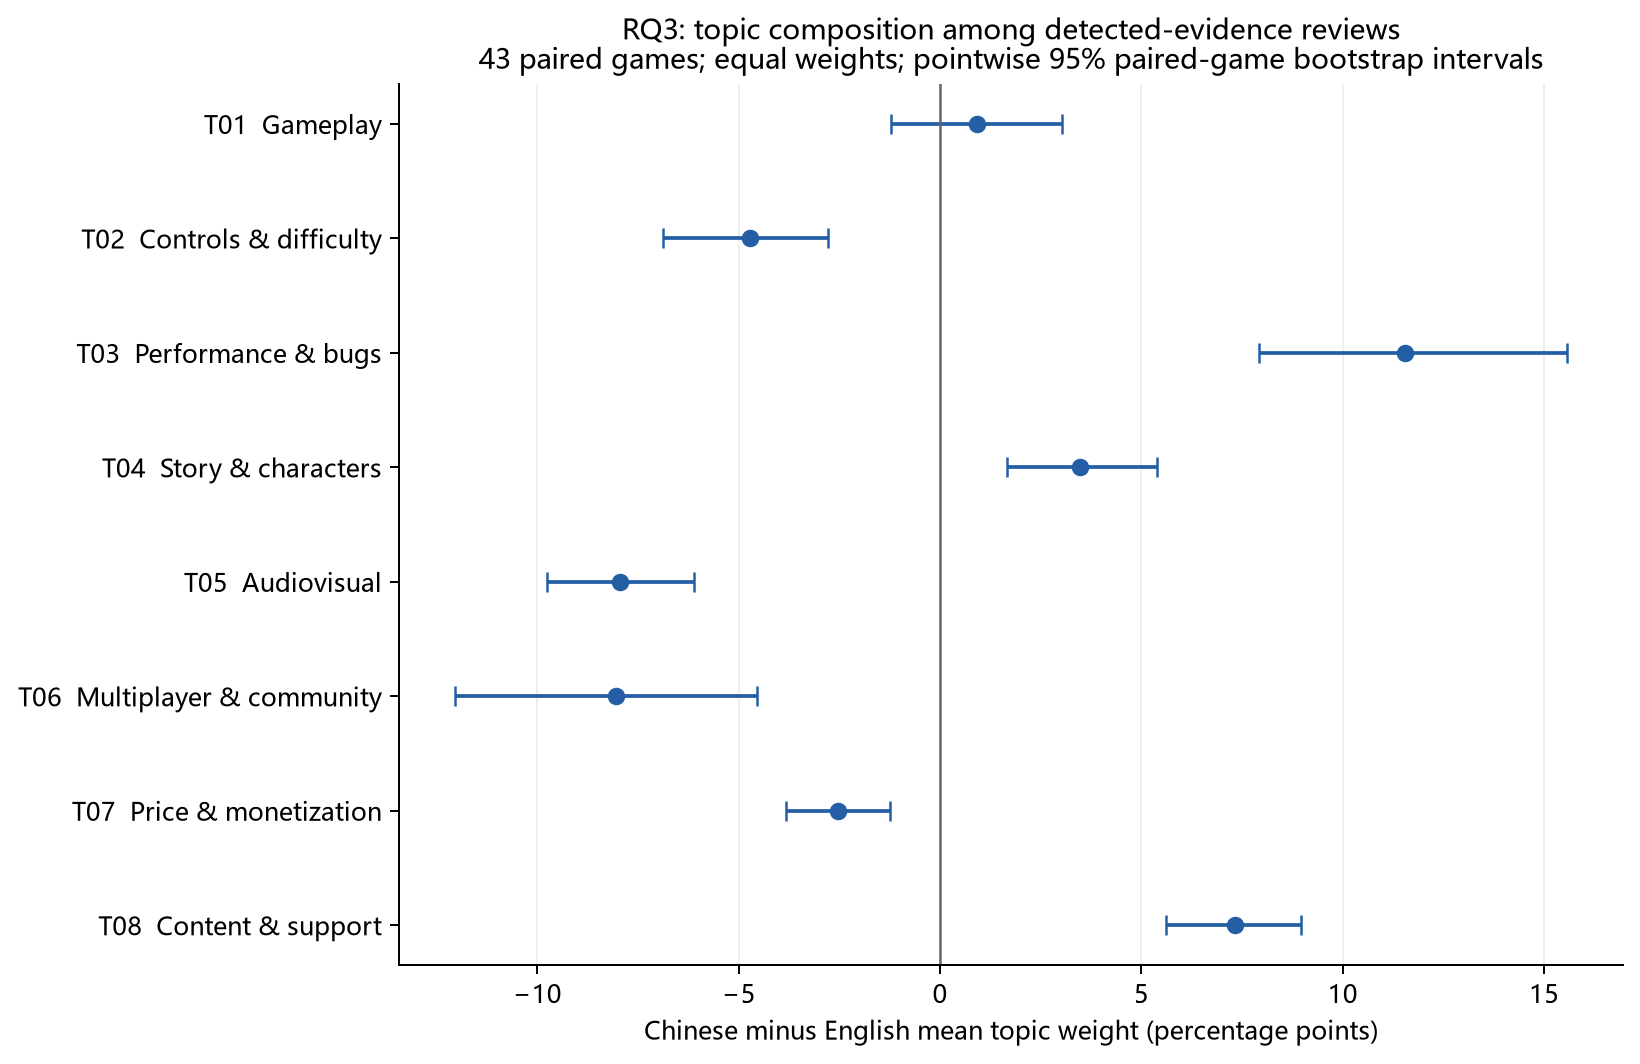 RQ3: topic composition among detected-evidence reviews
43 paired games; equal weights; pointwise 95% paired-game bootstrap intervals
T01  Gameplay
T02  Controls & difficulty
T03  Performance & bugs
T04  Story & characters
T05  Audiovisual
T06  Multiplayer & community
T07  Price & monetization
T08  Content & support
−10 −5 0 5 10 15
Chinese minus English mean topic weight (percentage points)